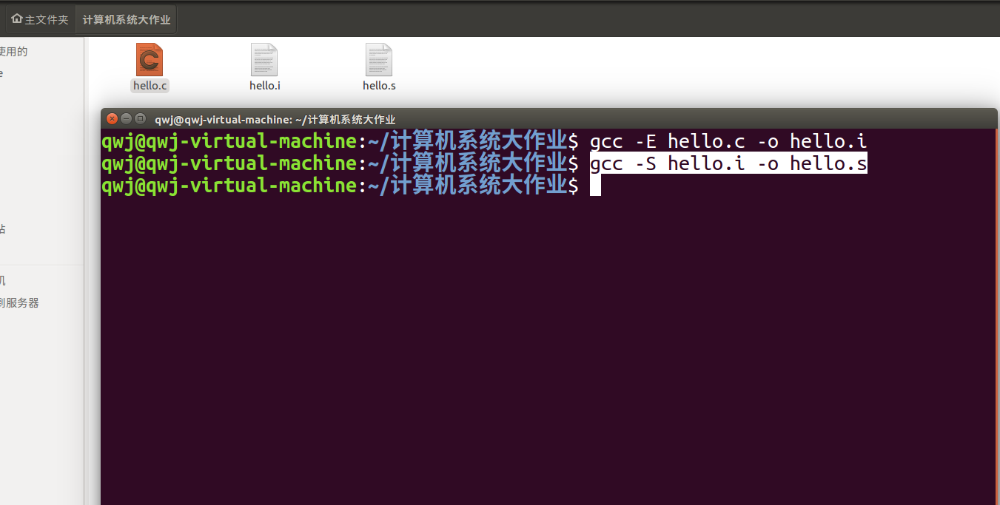 主文件夹 计算机系统大作业
使用的
e
hello.c hello.i hello.s
qwj@qwj-virtual-machine: ~/计算机系统大作业
qwj@qwj-virtual-machine:~/计算机系统大作业$ gcc -E hello.c -o hello.i
qwj@qwj-virtual-machine:~/计算机系统大作业$ gcc -S hello.i -o hello.s
qwj@qwj-virtual-machine:~/计算机系统大作业$
站
机
到服务器